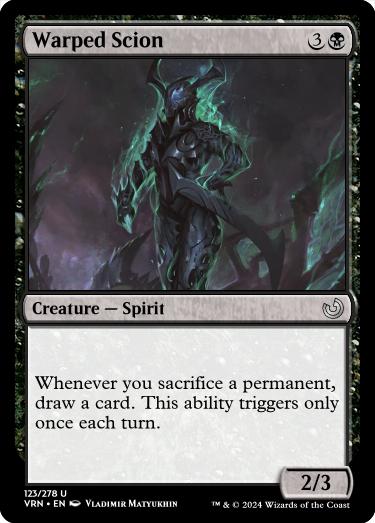 Warped Scion 3
Creature — Spirit
Whenever you sacrifice a permanent,
draw a card. This ability triggers only
once each turn.
2/3
123/278 U
VRN • EN Vladimir Matyukhin
™ & © 2024 Wizards of the Coast